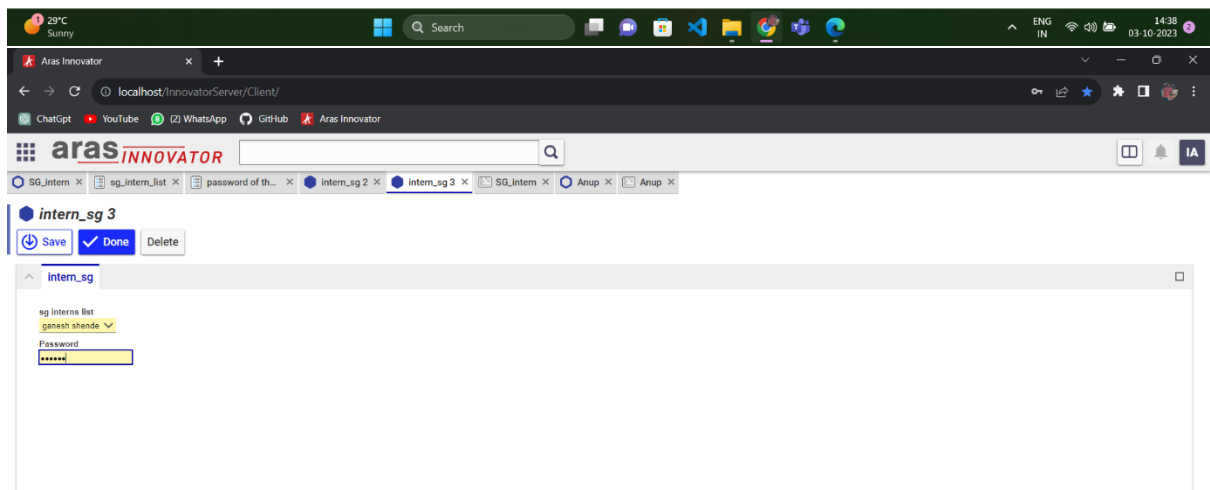 1 29°C
Sunny
Search
ENG
IN
14:38
03-10-2023
2
Aras Innovator
localhost/InnovatorServer/Client/
ChatGpt YouTube (2) WhatsApp GitHub Aras Innovator
aras INNOVATOR
IA
SG_intern sg_intern_list password of th... intern_sg 2 intern_sg 3 SG_intern Anup Anup
intern_sg 3
Save Done Delete
intern_sg
sg interns list
ganesh shende
Password
••••••